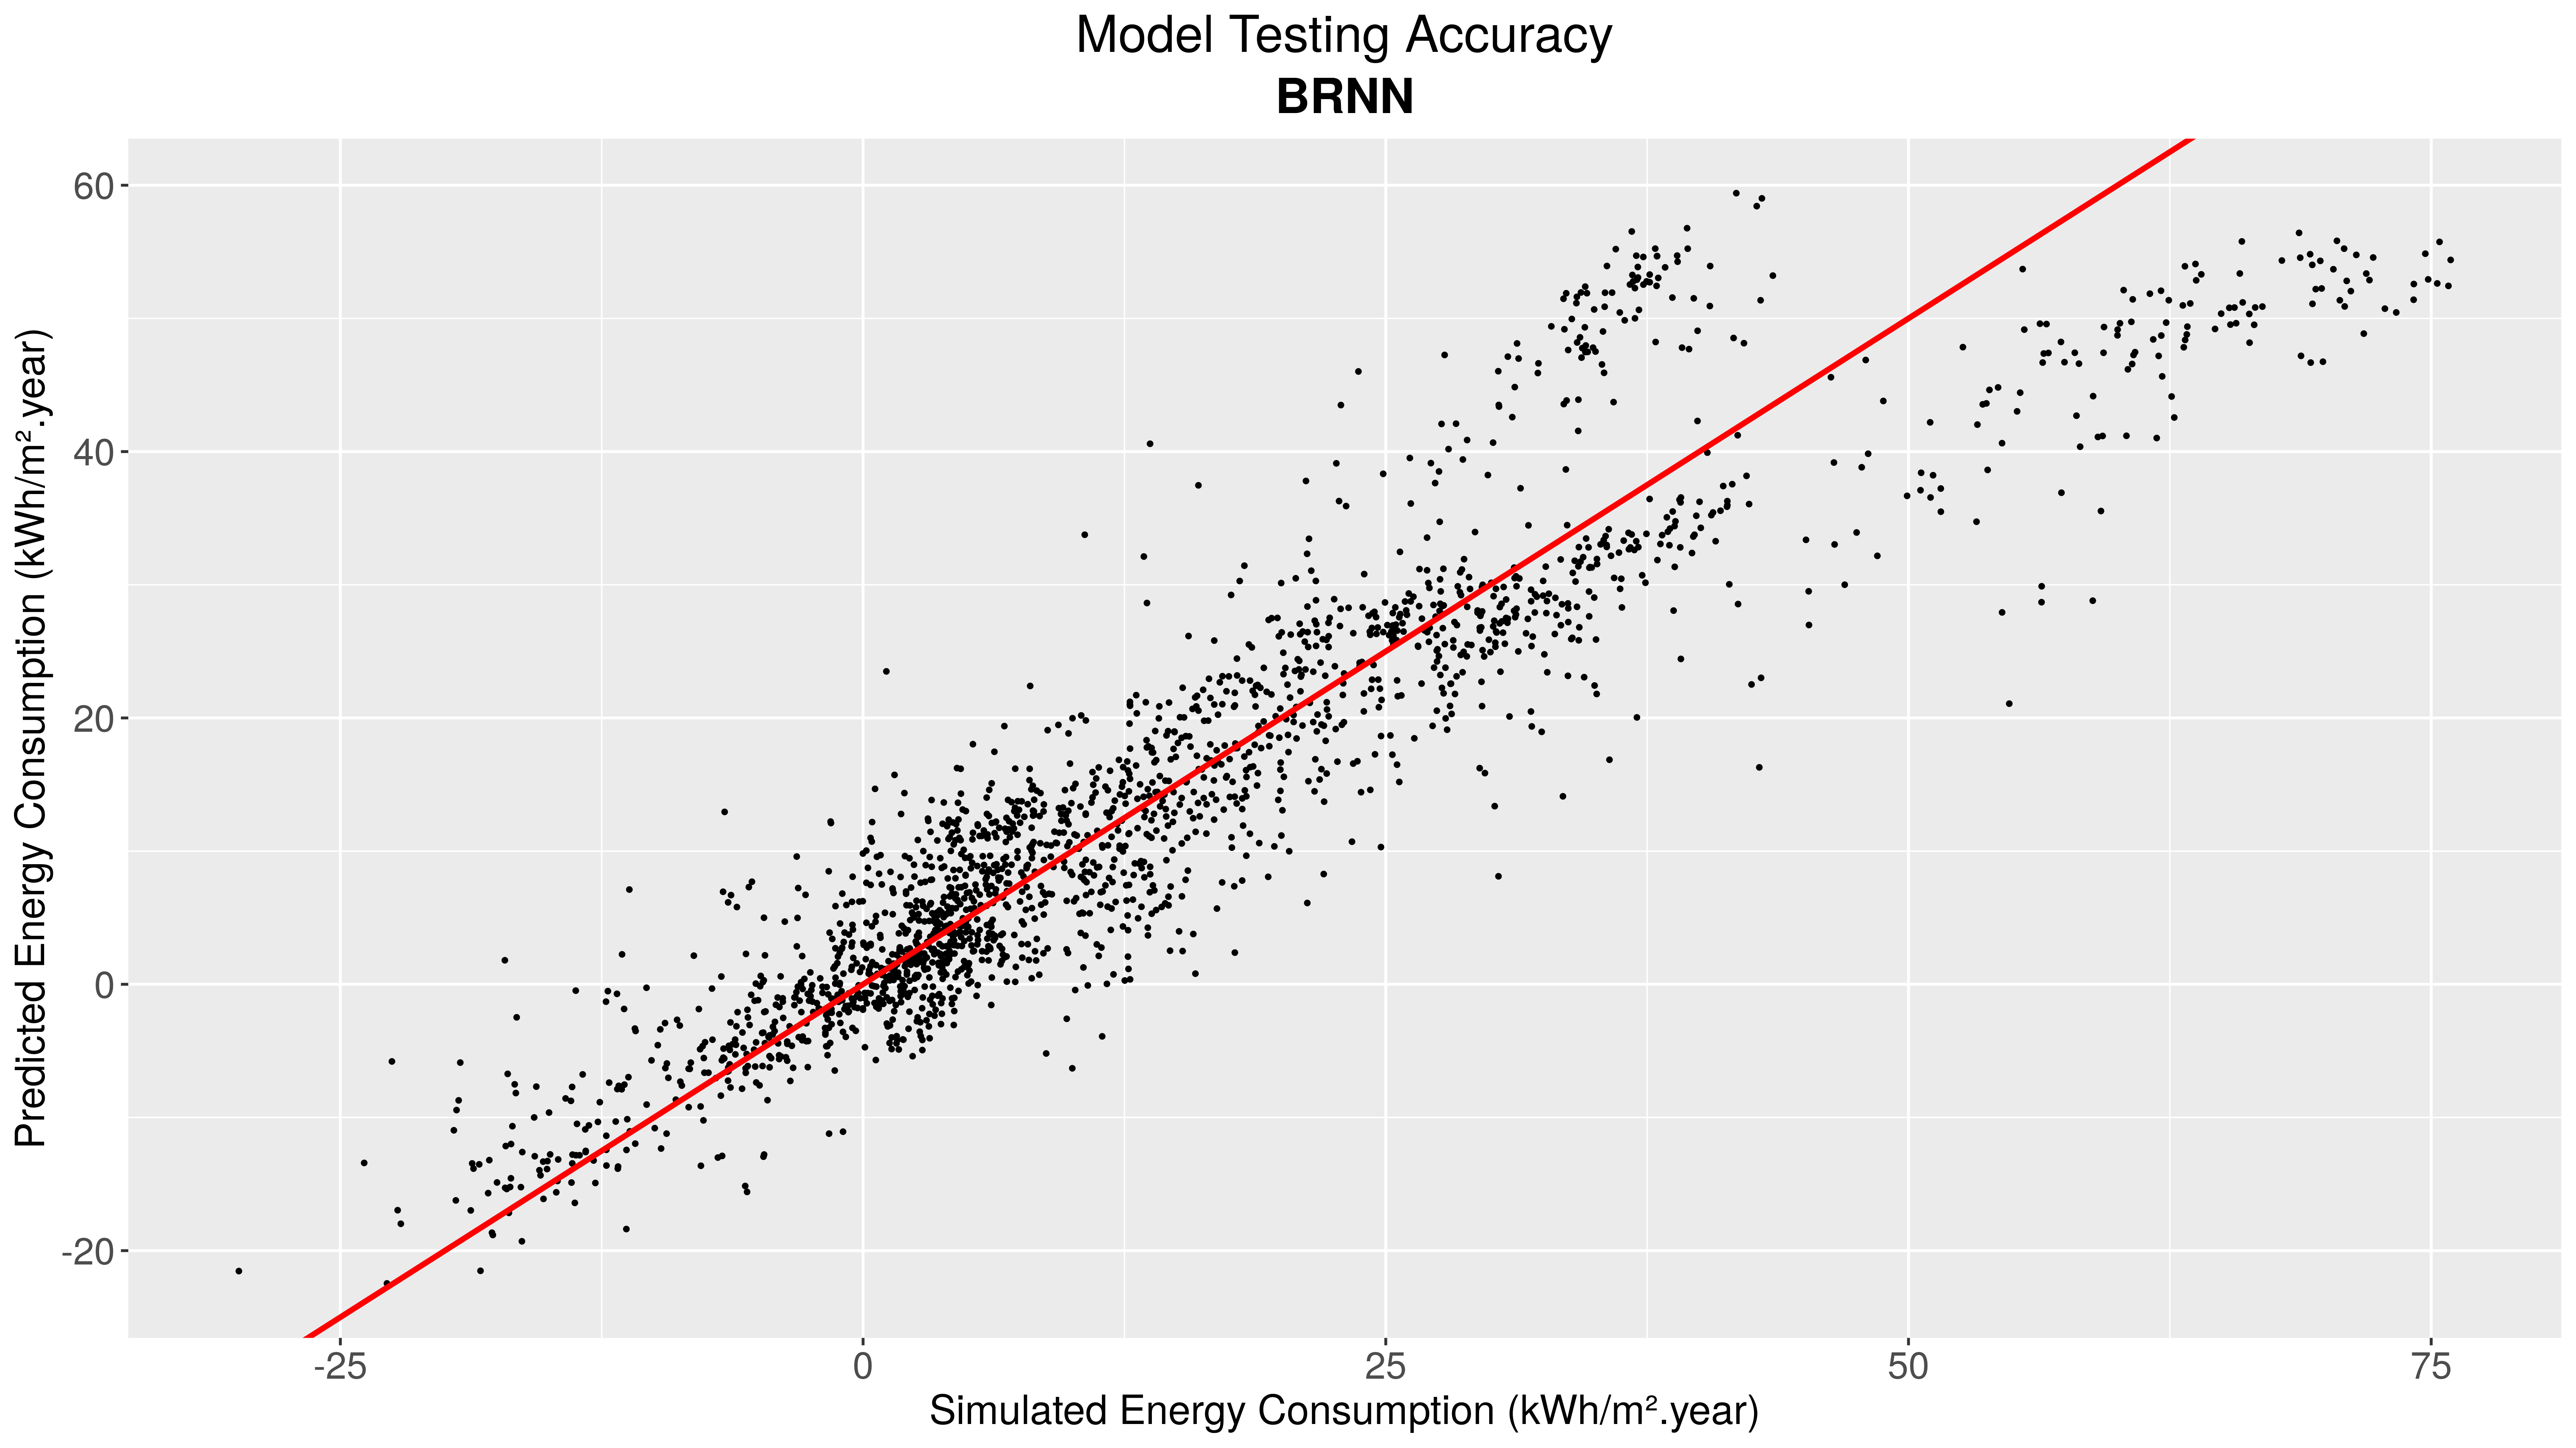 Model Testing Accuracy
BRNN
Predicted Energy Consumption (kWh/m².year)
60
40
20
0
-20
-25
0
25
50
75
Simulated Energy Consumption (kWh/m².year)